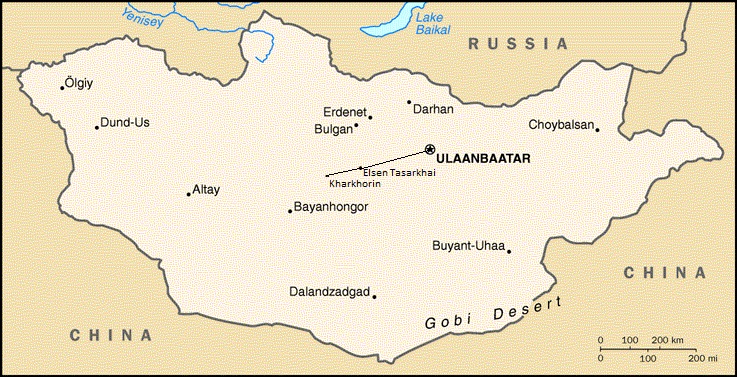 Yenisey
Lake
Baikal
RUSSIA
Ölgiy
Dund-Us
Erdenet
Darhan
Bulgan
Choybalsan
ULAANBAATAR
Elsen Tasarkhai
Kharkhorin
Altay
Bayanhongor
Buyant-Uhaa
Dalandzadgad
Gobi Desert
CHINA
CHINA
0 100 200 km
0 100 200 mi